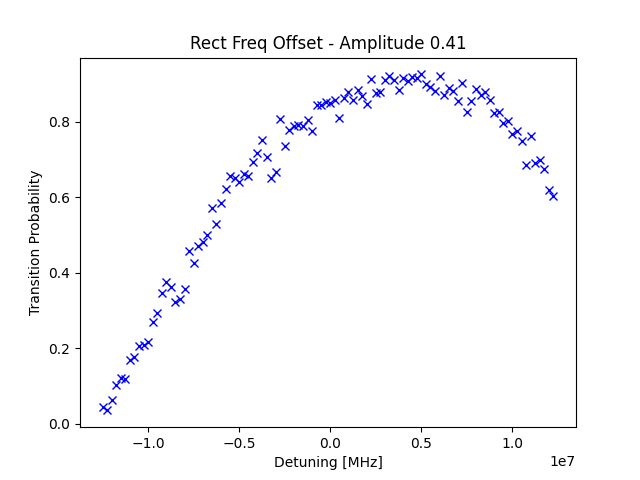 Rect Freq Offset - Amplitude 0.41
Transition Probability
0.8
0.6
0.4
0.2
0.0
−1.0 −0.5 0.0 0.5 1.0
1e7
Detuning [MHz]